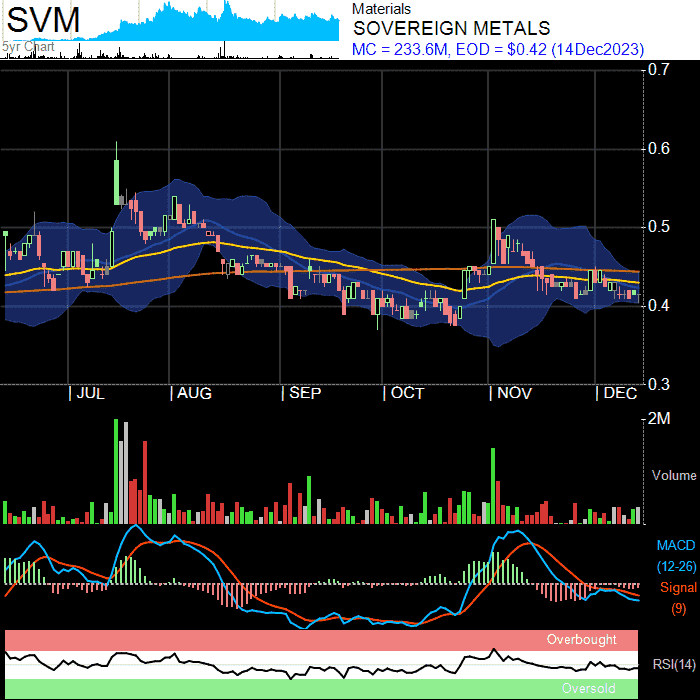 SVM
5yr Chart
Materials
SOVEREIGN METALS
MC = 233.6M, EOD = $0.42 (14Dec2023)
0.7
0.6
0.5
0.4
0.3
JUL AUG SEP OCT NOV DEC
2M
Volume
MACD
(12-26)
Signal
(9)
Overbought
RSI(14)
Oversold